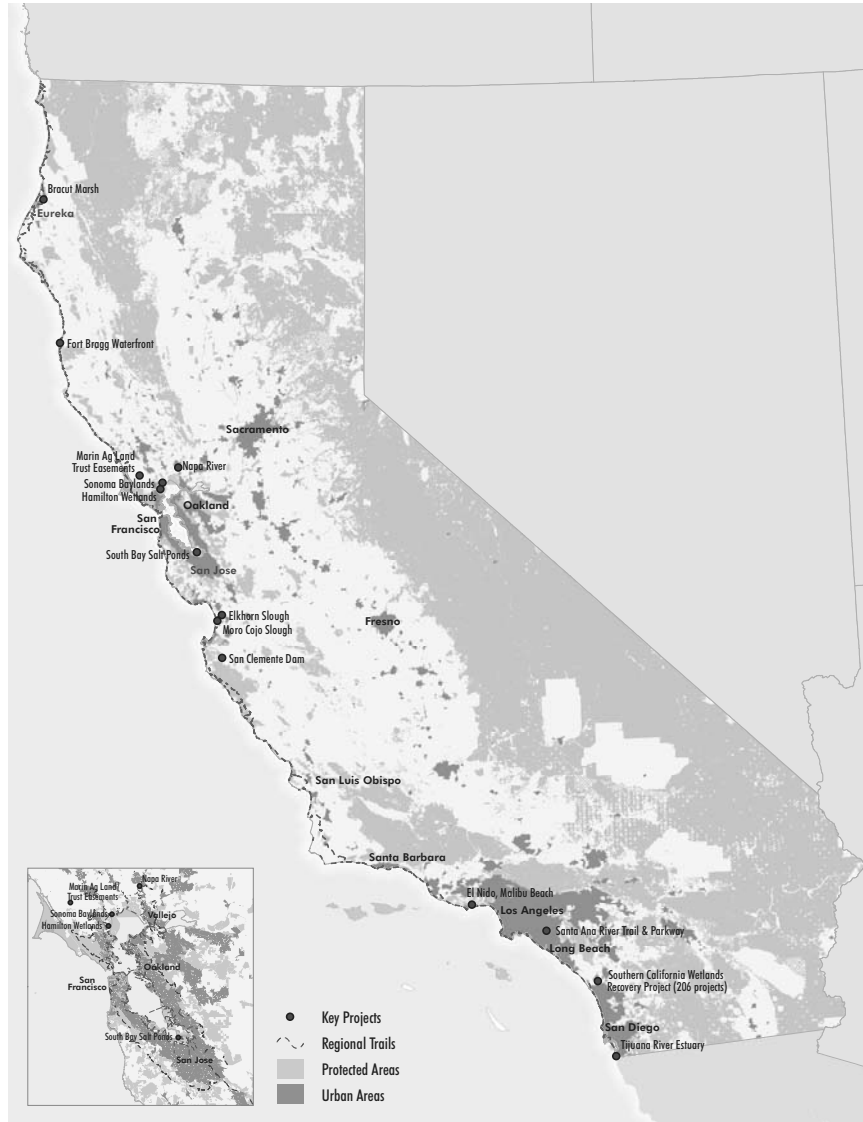 Bracut Marsh
Eureka
Fort Bragg Waterfront
Sacramento
Marin Ag Land
Trust Easements
Napa River
Sonoma Baylands
Hamilton Wetlands
Oakland
San
Francisco
South Bay Salt Ponds
San Jose
Elkhorn Slough
Moro Cojo Slough
Fresno
San Clemente Dam
San Luis Obispo
Santa Barbara
El Nido, Malibu Beach
Los Angeles
Santa Ana River Trail & Parkway
Long Beach
Southern California Wetlands
Recovery Project (206 projects)
San Diego
Tijuana River Estuary
Napa River
Marin Ag Land
Trust Easements
Sonoma Baylands
Vallejo
Hamilton Wetlands
Oakland
San
Francisco
South Bay Salt Ponds
San Jose
Key Projects
Regional Trails
Protected Areas
Urban Areas